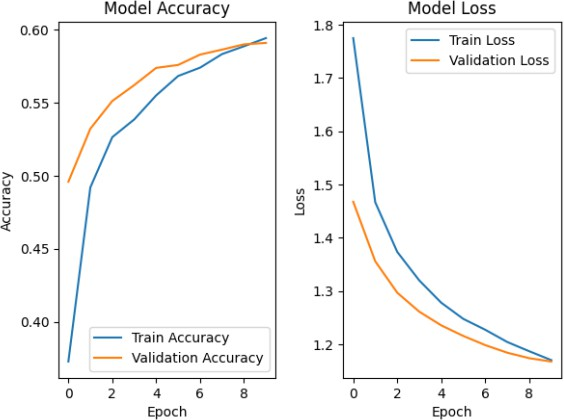 Model Accuracy
0.60
0.55
0.50
0.45
0.40
Accuracy
Train Accuracy
Validation Accuracy
0 2 4 6 8
Epoch
Model Loss
1.8
1.7
1.6
1.5
1.4
1.3
1.2
Loss
Train Loss
Validation Loss
0 2 4 6 8
Epoch